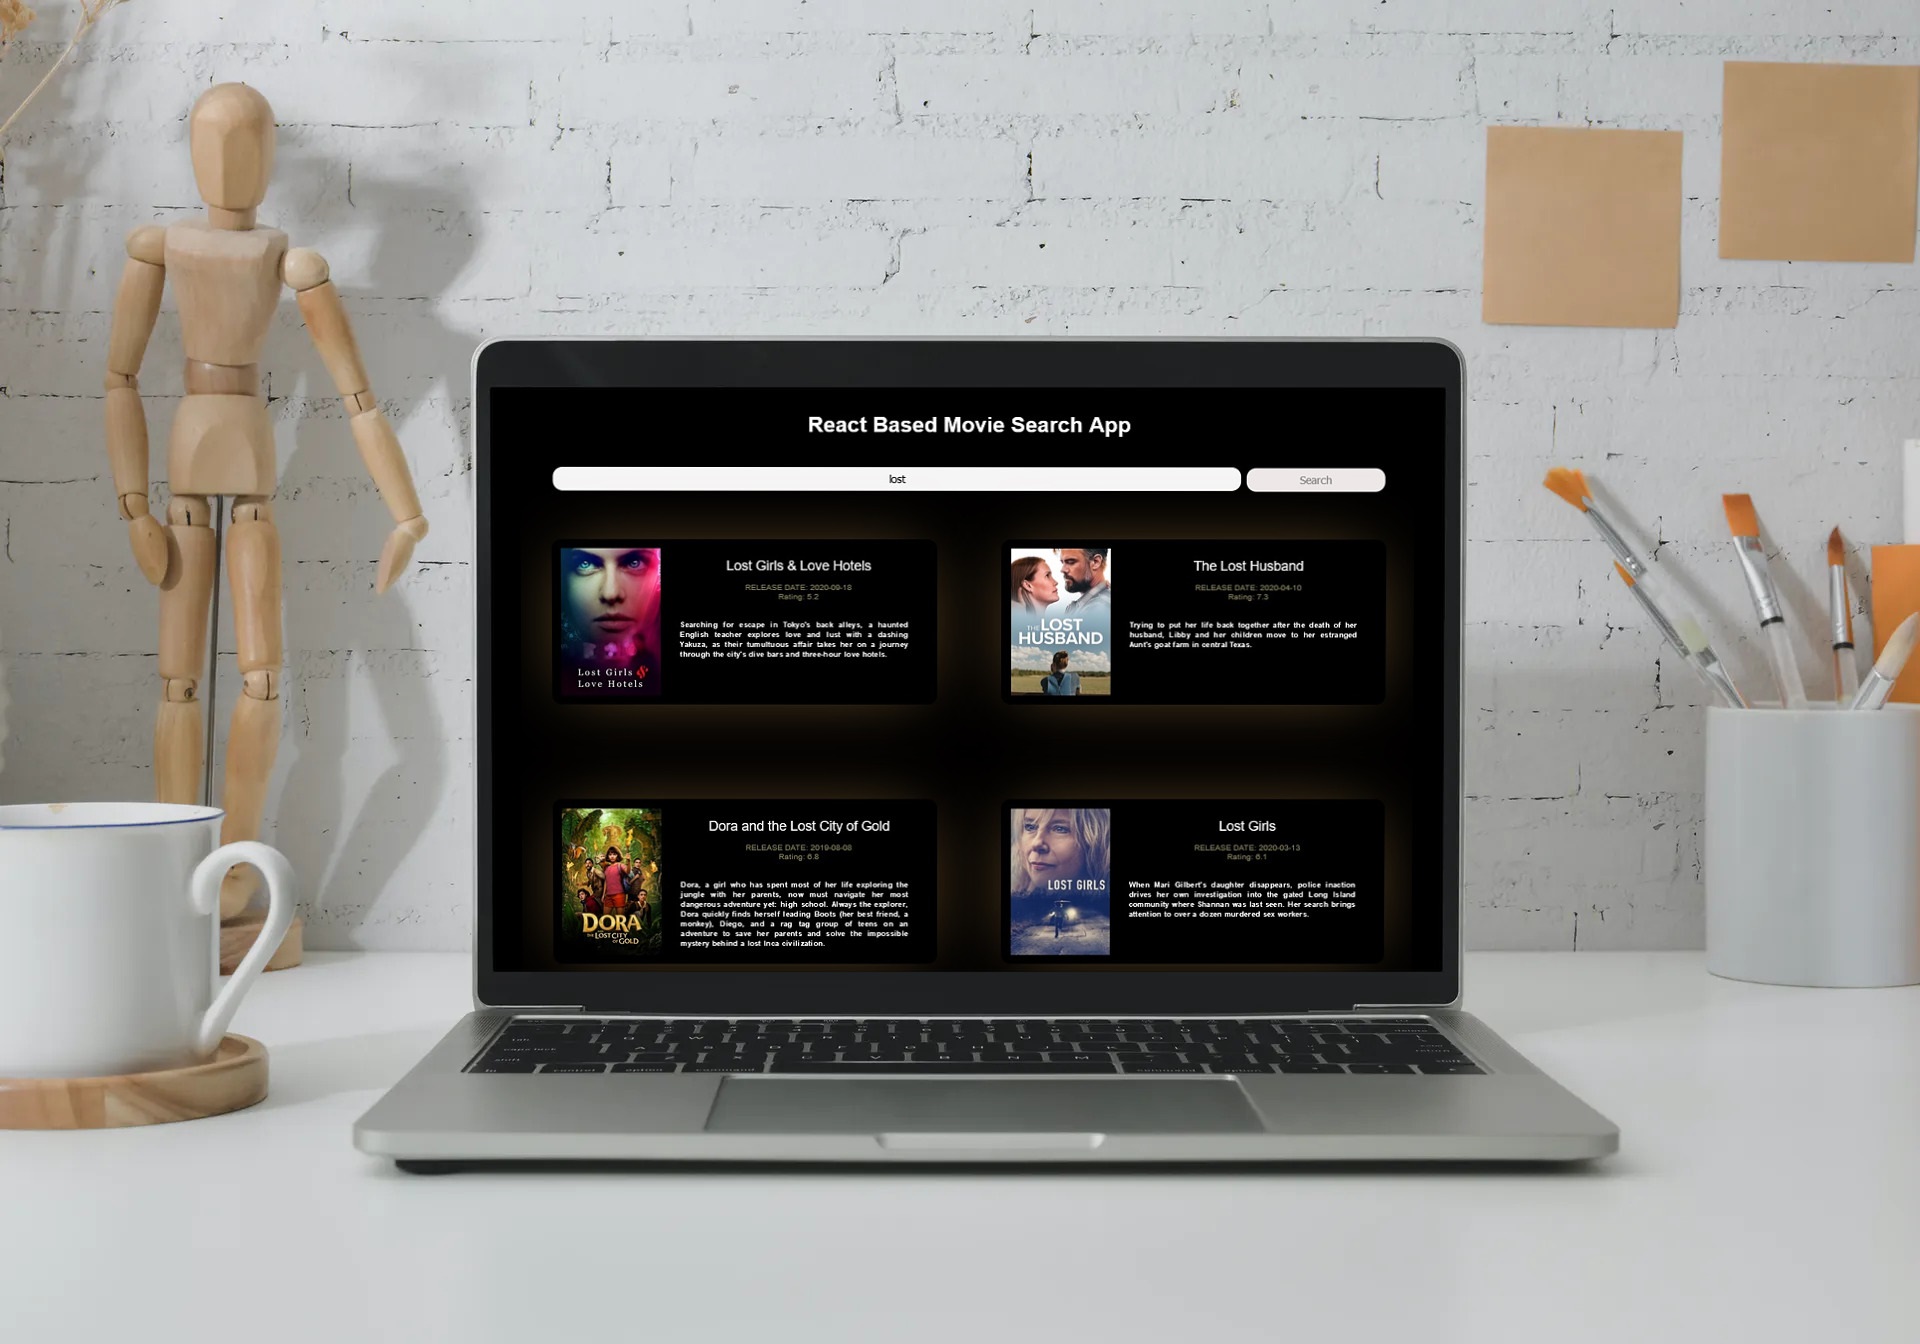 React Based Movie Search App
lost
Search
Lost Girls & Love Hotels
RELEASE DATE: 2020-09-18
Rating: 5.2
Searching for escape in Tokyo's back alleys, a haunted
English teacher explores love and lust with a dashing
Yakuza, as their tumultuous affair takes her on a journey
through the city's dive bars and three-hour love hotels.
Lost Girls &
Love Hotels
The Lost Husband
RELEASE DATE: 2020-04-10
Rating: 7.3
Trying to put her life back together after the death of her
husband, Libby and her children move to her estranged
Aunt's goat farm in central Texas.
THE LOST
HUSBAND
Dora and the Lost City of Gold
RELEASE DATE: 2019-08-08
Rating: 6.8
Dora, a girl who has spent most of her life exploring the
jungle with her parents, now must navigate her most
dangerous adventure yet: high school. Always the explorer,
Dora quickly finds herself leading Boots (her best friend, a
monkey), Diego, and a rag tag group of teens on an
adventure to save her parents and solve the impossible
mystery behind a lost Inca civilization.
DORA
THE LOST CITY
OF GOLD
Lost Girls
RELEASE DATE: 2020-03-13
Rating: 6.1
When Mari Gilbert's daughter disappears, police inaction
drives her own investigation into the gated Long Island
community where Shannan was last seen. Her search brings
attention to over a dozen murdered sex workers.
LOST GIRLS
control option command
command option